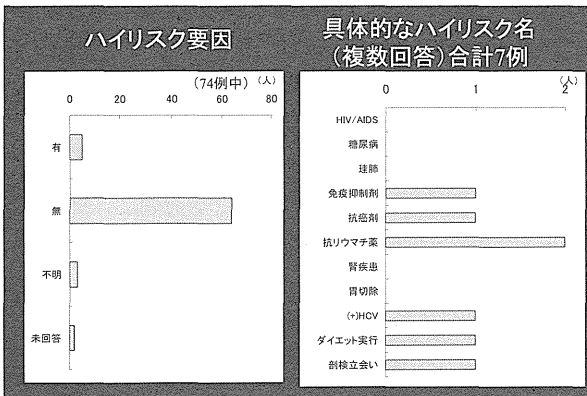 ハイリスク要因
(74例中) (人)
0 20 40 60 80
有
無
不明
未回答
具体的なハイリスク名
(複数回答)合計7例
(人)
0 1 2
HIV/AIDS
糖尿病
珪肺
免疫抑制剤
抗癌剤
抗リウマチ薬
腎疾患
胃切除
(+)HCV
ダイエット実行
剖検立会い